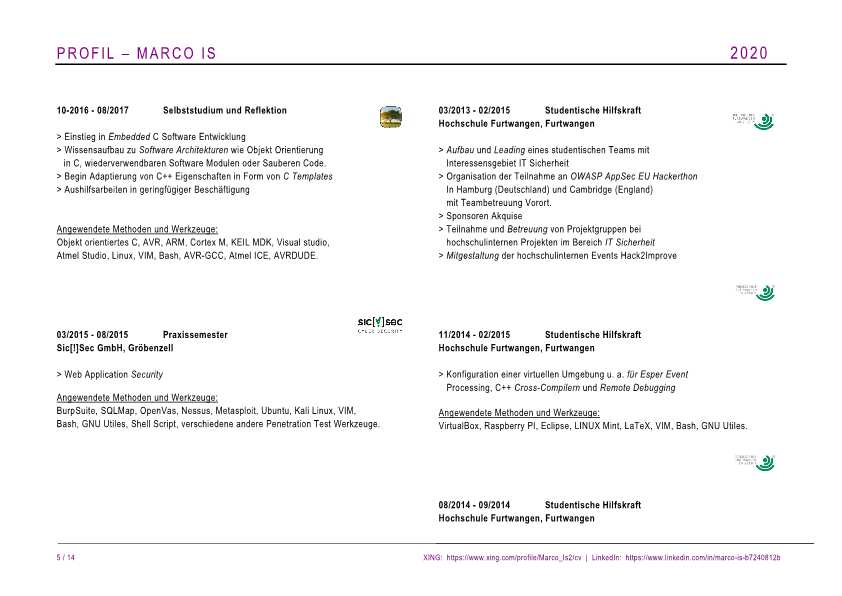 PROFIL – MARCO IS 2020
10-2016 - 08/2017 Selbststudium und Reflektion
> Einstieg in Embedded C Software Entwicklung
> Wissensaufbau zu Software Architekturen wie Objekt Orientierung
in C, wiederverwendbaren Software Modulen oder Sauberen Code.
> Begin Adaptierung von C++ Eigenschaften in Form von C Templates
> Aushilfsarbeiten in geringfügiger Beschäftigung
Angewendete Methoden und Werkzeuge:
Objekt orientiertes C, AVR, ARM, Cortex M, KEIL MDK, Visual studio,
Atmel Studio, Linux, VIM, Bash, AVR-GCC, Atmel ICE, AVRDUDE.
sic[!]sec
CYBER SECURITY
03/2015 - 08/2015 Praxissemester
Sic[!]Sec GmbH, Gröbenzell
> Web Application Security
Angewendete Methoden und Werkzeuge:
BurpSuite, SQLMap, OpenVas, Nessus, Metasploit, Ubuntu, Kali Linux, VIM,
Bash, GNU Utiles, Shell Script, verschiedene andere Penetration Test Werkzeuge.
03/2013 - 02/2015 Studentische Hilfskraft
Hochschule Furtwangen, Furtwangen
> Aufbau und Leading eines studentischen Teams mit
Interessensgebiet IT Sicherheit
> Organisation der Teilnahme an OWASP AppSec EU Hackerthon
In Hamburg (Deutschland) und Cambridge (England)
mit Teambetreuung Vorort.
> Sponsoren Akquise
> Teilnahme und Betreuung von Projektgruppen bei
hochschulinternen Projekten im Bereich IT Sicherheit
> Mitgestaltung der hochschulinternen Events Hack2Improve
11/2014 - 02/2015 Studentische Hilfskraft
Hochschule Furtwangen, Furtwangen
> Konfiguration einer virtuellen Umgebung u. a. für Esper Event
Processing, C++ Cross-Compilern und Remote Debugging
Angewendete Methoden und Werkzeuge:
VirtualBox, Raspberry PI, Eclipse, LINUX Mint, LaTeX, VIM, Bash, GNU Utiles.
08/2014 - 09/2014 Studentische Hilfskraft
Hochschule Furtwangen, Furtwangen
5 / 14 XING: https://www.xing.com/profile/Marco_Is2/cv | LinkedIn: https://www.linkedin.com/in/marco-is-b7240812b